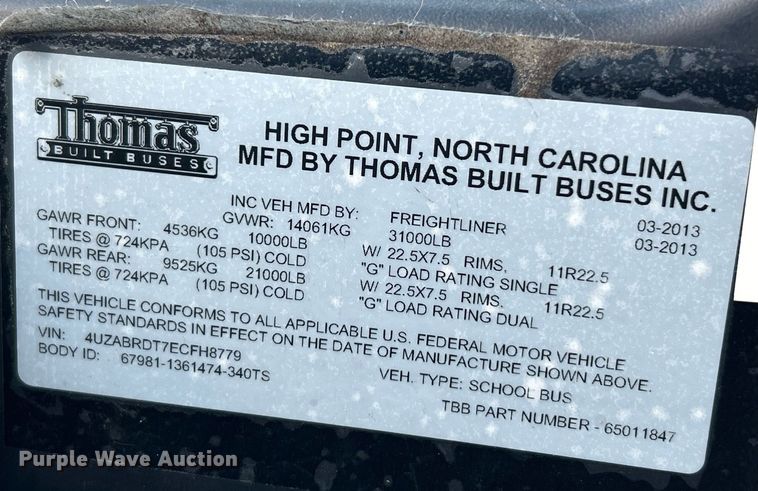 Thomas
BUILT BUSES
HIGH POINT, NORTH CAROLINA
MFD BY THOMAS BUILT BUSES INC.
INC VEH MFD BY: FREIGHTLINER 03-2013
GVWR: 14061KG 31000LB 03-2013
GAWR FRONT: 4536KG 10000LB W/ 22.5X7.5 RIMS, 11R22.5
TIRES @ 724KPA (105 PSI) COLD "G" LOAD RATING SINGLE
GAWR REAR: 9525KG 21000LB W/ 22.5X7.5 RIMS, 11R22.5
TIRES @ 724KPA (105 PSI) COLD "G" LOAD RATING DUAL
THIS VEHICLE CONFORMS TO ALL APPLICABLE U.S. FEDERAL MOTOR VEHICLE
SAFETY STANDARDS IN EFFECT ON THE DATE OF MANUFACTURE SHOWN ABOVE.
VIN: 4UZABRDT7ECFH8779
BODY ID: 67981-1361474-340TS VEH. TYPE: SCHOOL BUS
TBB PART NUMBER - 65011847
Purple Wave Auction